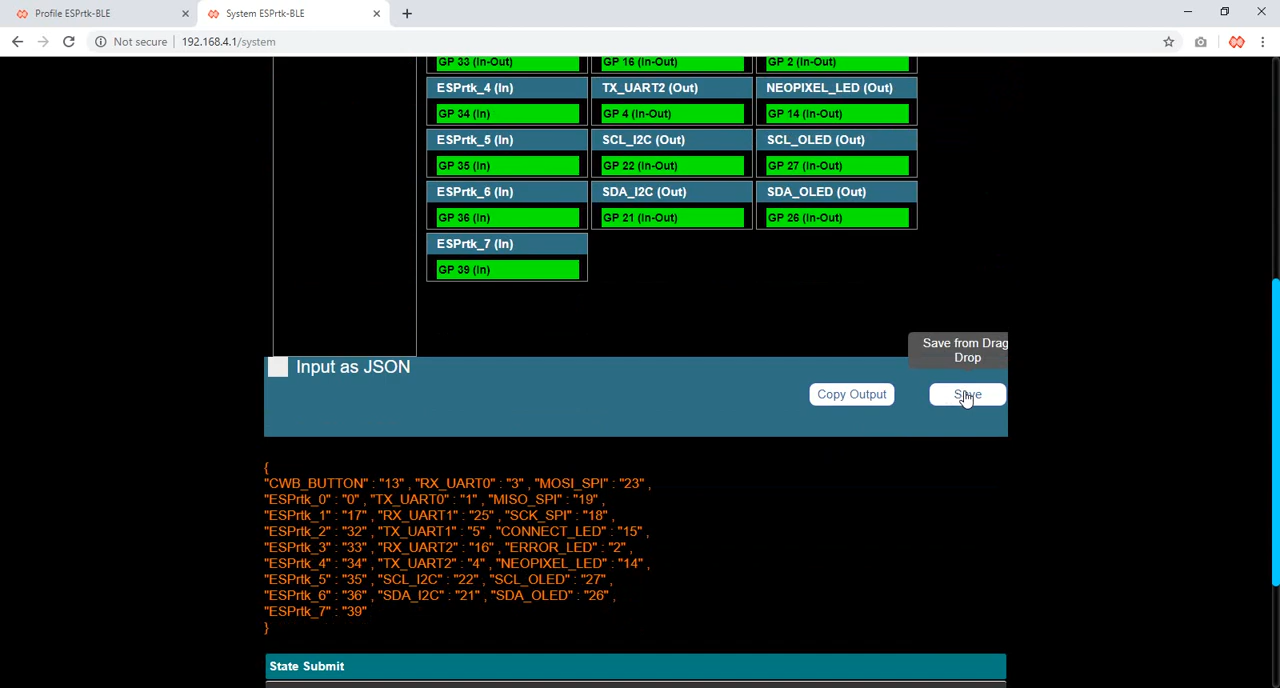 Profile ESPrtk-BLE
System ESPrtk-BLE
Not secure
192.168.4.1/system
GP 33 (In-Out)
GP 16 (In-Out)
GP 2 (In-Out)
ESPrtk_4 (In)
TX_UART2 (Out)
NEOPIXEL_LED (Out)
GP 34 (In)
GP 4 (In-Out)
GP 14 (In-Out)
ESPrtk_5 (In)
SCL_I2C (Out)
SCL_OLED (Out)
GP 35 (In)
GP 22 (In-Out)
GP 27 (In-Out)
ESPrtk_6 (In)
SDA_I2C (Out)
SDA_OLED (Out)
GP 36 (In)
GP 21 (In-Out)
GP 26 (In-Out)
ESPrtk_7 (In)
GP 39 (In)
Save from Drag
Drop
Input as JSON
Copy Output
Save
{
"CWB_BUTTON" : "13" , "RX_UART0" : "3" , "MOSI_SPI" : "23" ,
"ESPrtk_0" : "0" , "TX_UART0" : "1" , "MISO_SPI" : "19" ,
"ESPrtk_1" : "17" , "RX_UART1" : "25" , "SCK_SPI" : "18" ,
"ESPrtk_2" : "32" , "TX_UART1" : "5" , "CONNECT_LED" : "15" ,
"ESPrtk_3" : "33" , "RX_UART2" : "16" , "ERROR_LED" : "2" ,
"ESPrtk_4" : "34" , "TX_UART2" : "4" , "NEOPIXEL_LED" : "14" ,
"ESPrtk_5" : "35" , "SCL_I2C" : "22" , "SCL_OLED" : "27" ,
"ESPrtk_6" : "36" , "SDA_I2C" : "21" , "SDA_OLED" : "26" ,
"ESPrtk_7" : "39"
}
State Submit